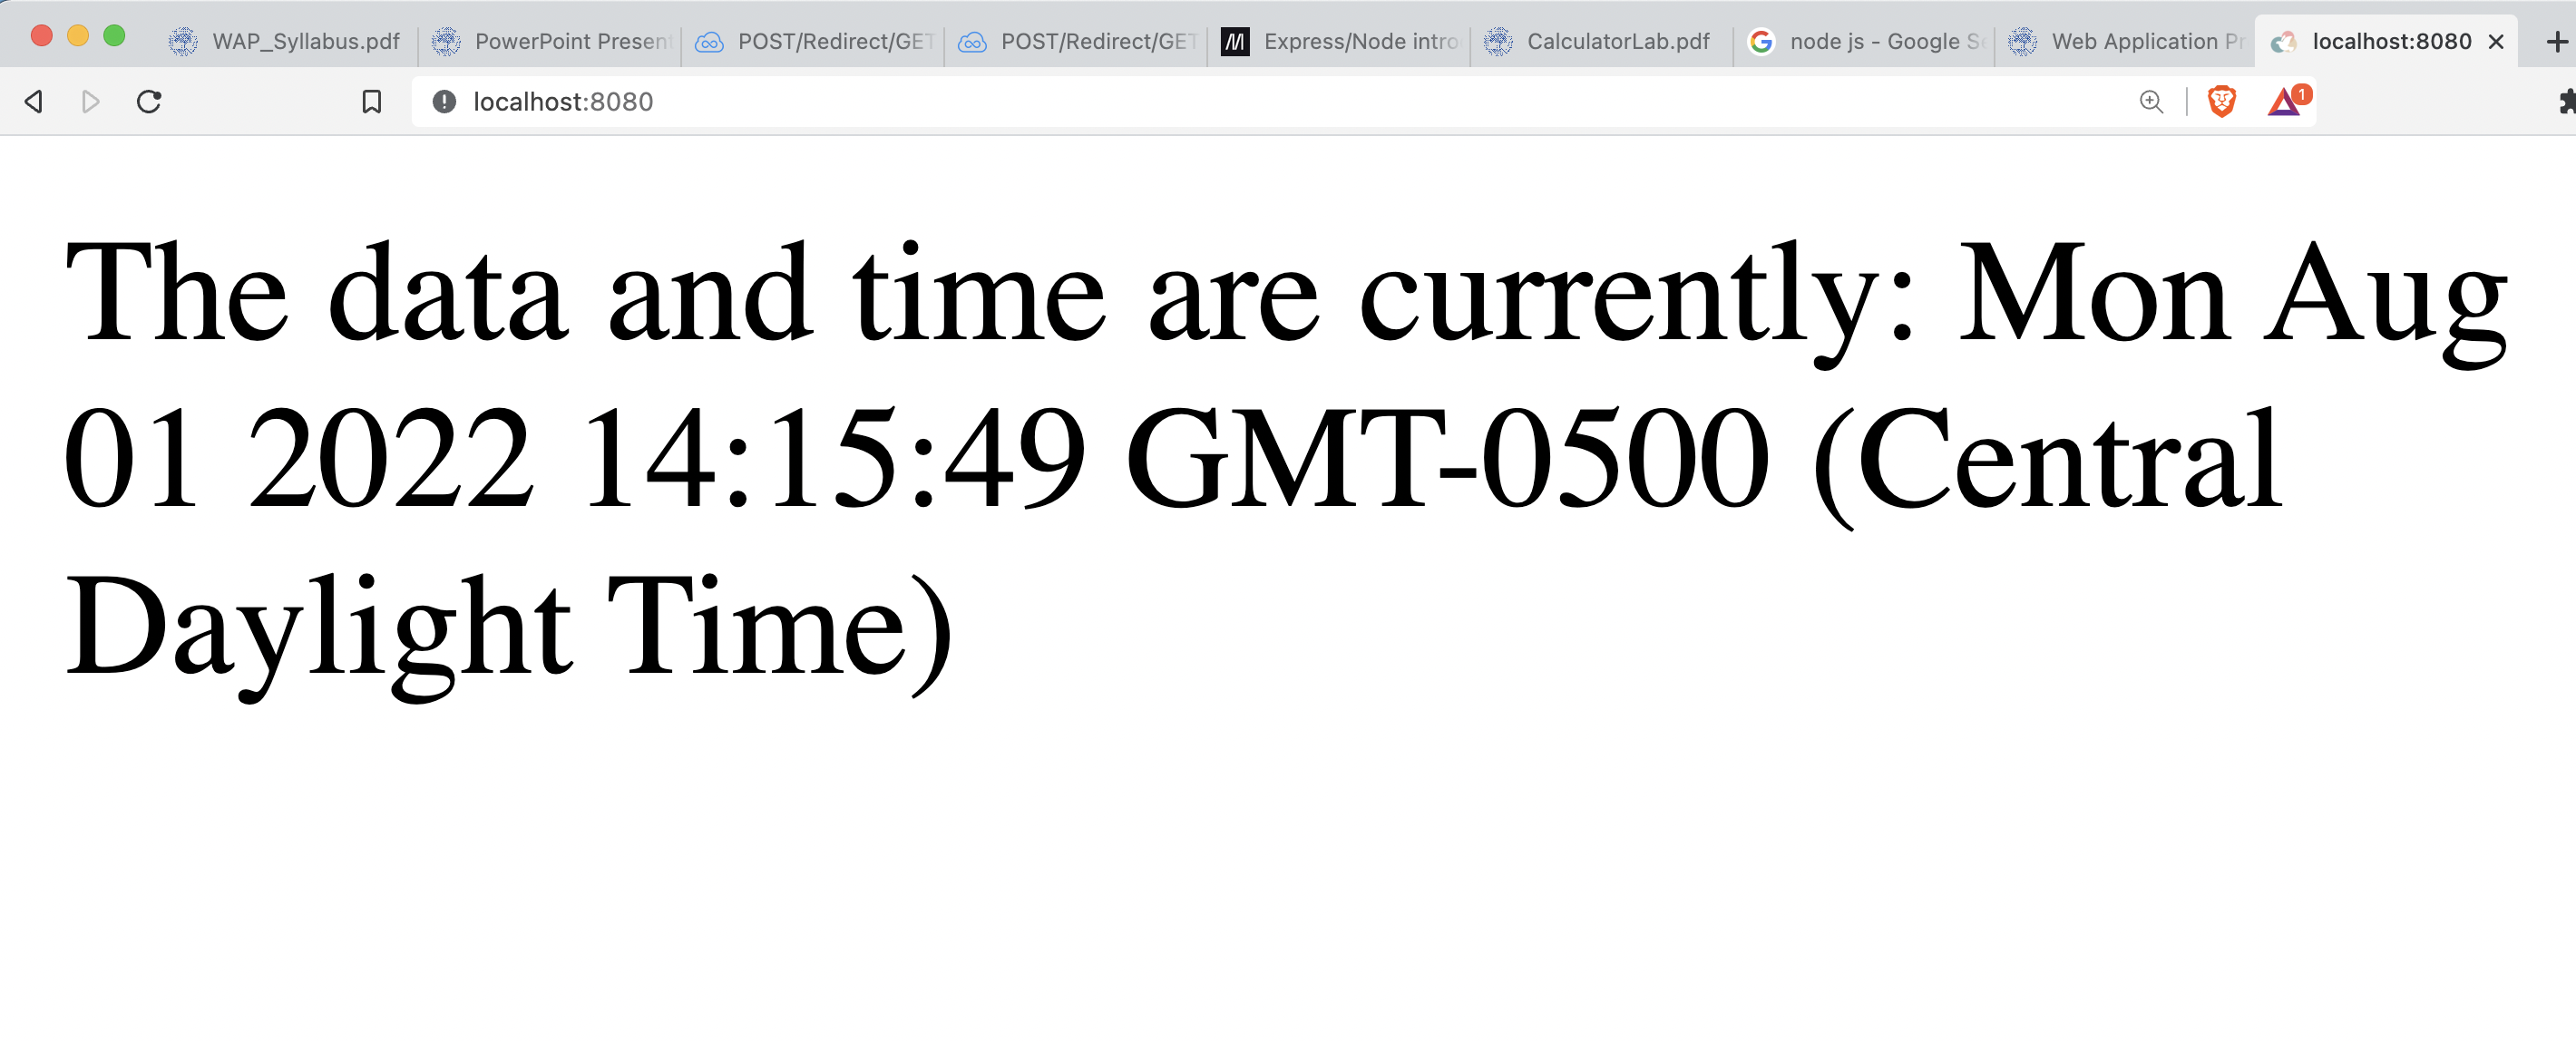 WAP_Syllabus.pdf
PowerPoint Present
POST/Redirect/GET
POST/Redirect/GET
Express/Node intro
CalculatorLab.pdf
node js - Google Se
Web Application Pr
localhost:8080
localhost:8080
1
The data and time are currently: Mon Aug
01 2022 14:15:49 GMT-0500 (Central
Daylight Time)